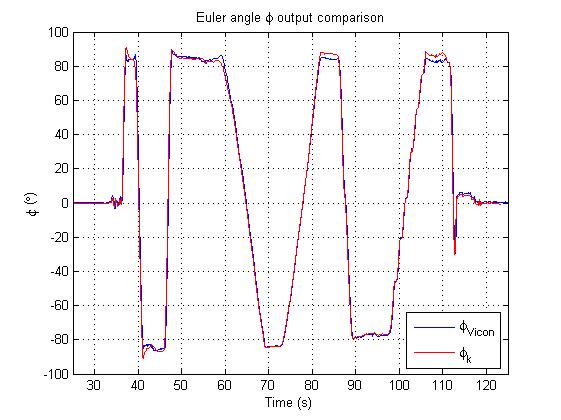 Euler angle ϕ output comparison
100
80
60
40
20
0
-20
-40
-60
-80
-100
ϕ (°)
30 40 50 60 70 80 90 100 110 120
Time (s)
ϕVicon
ϕk